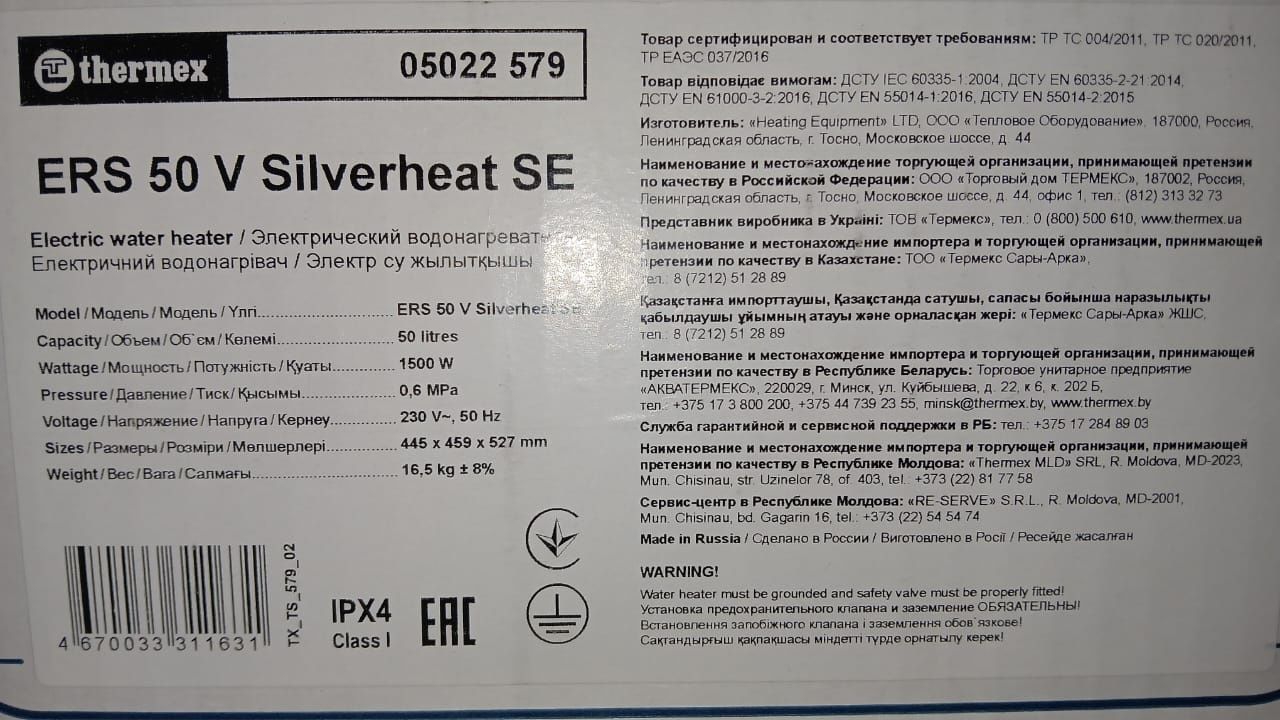 thermex
05022 579
ERS 50 V Silverheat SE
Electric water heater / Электрический водонагреват
Електричний водонагрівач / Электр су жылытқышы
Model / Модель / Модель / Үлгі.............................. ERS 50 V Silverheat SE
Capacity / Объем / Об`єм / Көлемі.......................... 50 litres
Wattage / Мощность / Потужність / Қуаты............. 1500 W
Pressure / Давление / Тиск / Қысымы..................... 0,6 MPa
Voltage / Напряжение / Напруга / Кернеу.............. 230 V~, 50 Hz
Sizes / Размеры / Розміри / Мөлшерлері............... 445 x 459 x 527 mm
Weight / Вес / Вага / Салмағы.............................. 16,5 kg ± 8%
4 670033 311631
TX_TS_579_02
IPX4
Class I
EAC
Товар сертифицирован и соответствует требованиям: ТР ТС 004/2011, ТР ТС 020/2011,
ТР ЕАЭС 037/2016
Товар відповідає вимогам: ДСТУ IEC 60335-1:2004, ДСТУ EN 60335-2-21:2014,
ДСТУ EN 61000-3-2:2016, ДСТУ EN 55014-1:2016, ДСТУ EN 55014-2:2015
Изготовитель: «Heating Equipment» LTD, ООО «Тепловое Оборудование», 187000, Россия,
Ленинградская область, г. Тосно, Московское шоссе, д. 44
Наименование и местонахождение торгующей организации, принимающей претензии
по качеству в Российской Федерации: ООО «Торговый дом ТЕРМЕКС», 187002, Россия,
Ленинградская область, г. Тосно, Московское шоссе, д. 44, офис 1, тел.: (812) 313 32 73
Представник виробника в Україні: ТОВ «Термекс», тел.: 0 (800) 500 610, www.thermex.ua
Наименование и местонахождение импортера и торгующей организации, принимающей
претензии по качеству в Казахстане: ТОО «Термекс Сары-Арка»,
тел.: 8 (7212) 51 28 89
Қазақстанға импорттаушы, Қазақстанда сатушы, сапасы бойынша наразылықты
қабылдаушы ұйымның атауы және орналасқан жері: «Термекс Сары-Арка» ЖШС,
тел.: 8 (7212) 51 28 89
Наименование и местонахождение импортера и торгующей организации, принимающей
претензии по качеству в Республике Беларусь: Торговое унитарное предприятие
«АКВАТЕРМЕКС», 220029, г. Минск, ул. Куйбышева, д. 22, к 6, к. 202 Б,
тел.: +375 17 3 800 200, +375 44 739 23 55, minsk@thermex.by, www.thermex.by
Служба гарантийной и сервисной поддержки в РБ: тел.: +375 17 284 89 03
Наименование и местонахождение импортера и торгующей организации, принимающей
претензии по качеству в Республике Молдова: «Thermex MLD» SRL, R. Moldova, MD-2023,
Mun. Chisinau, str. Uzinelor 78, of. 403, tel.: +373 (22) 81 77 58
Сервис-центр в Республике Молдова: «RE-SERVE» S.R.L., R. Moldova, MD-2001,
Mun. Chisinau, bd. Gagarin 16, tel.: +373 (22) 54 54 74
Made in Russia / Сделано в России / Виготовлено в Росії / Ресейде жасалған
WARNING!
Water heater must be grounded and safety valve must be properly fitted!
Установка предохранительного клапана и заземление ОБЯЗАТЕЛЬНЫ!
Встановлення запобіжного клапана і заземлення обов`язкове!
Сақтандырғыш қақпақшасы міндетті түрде орнатылу керек!